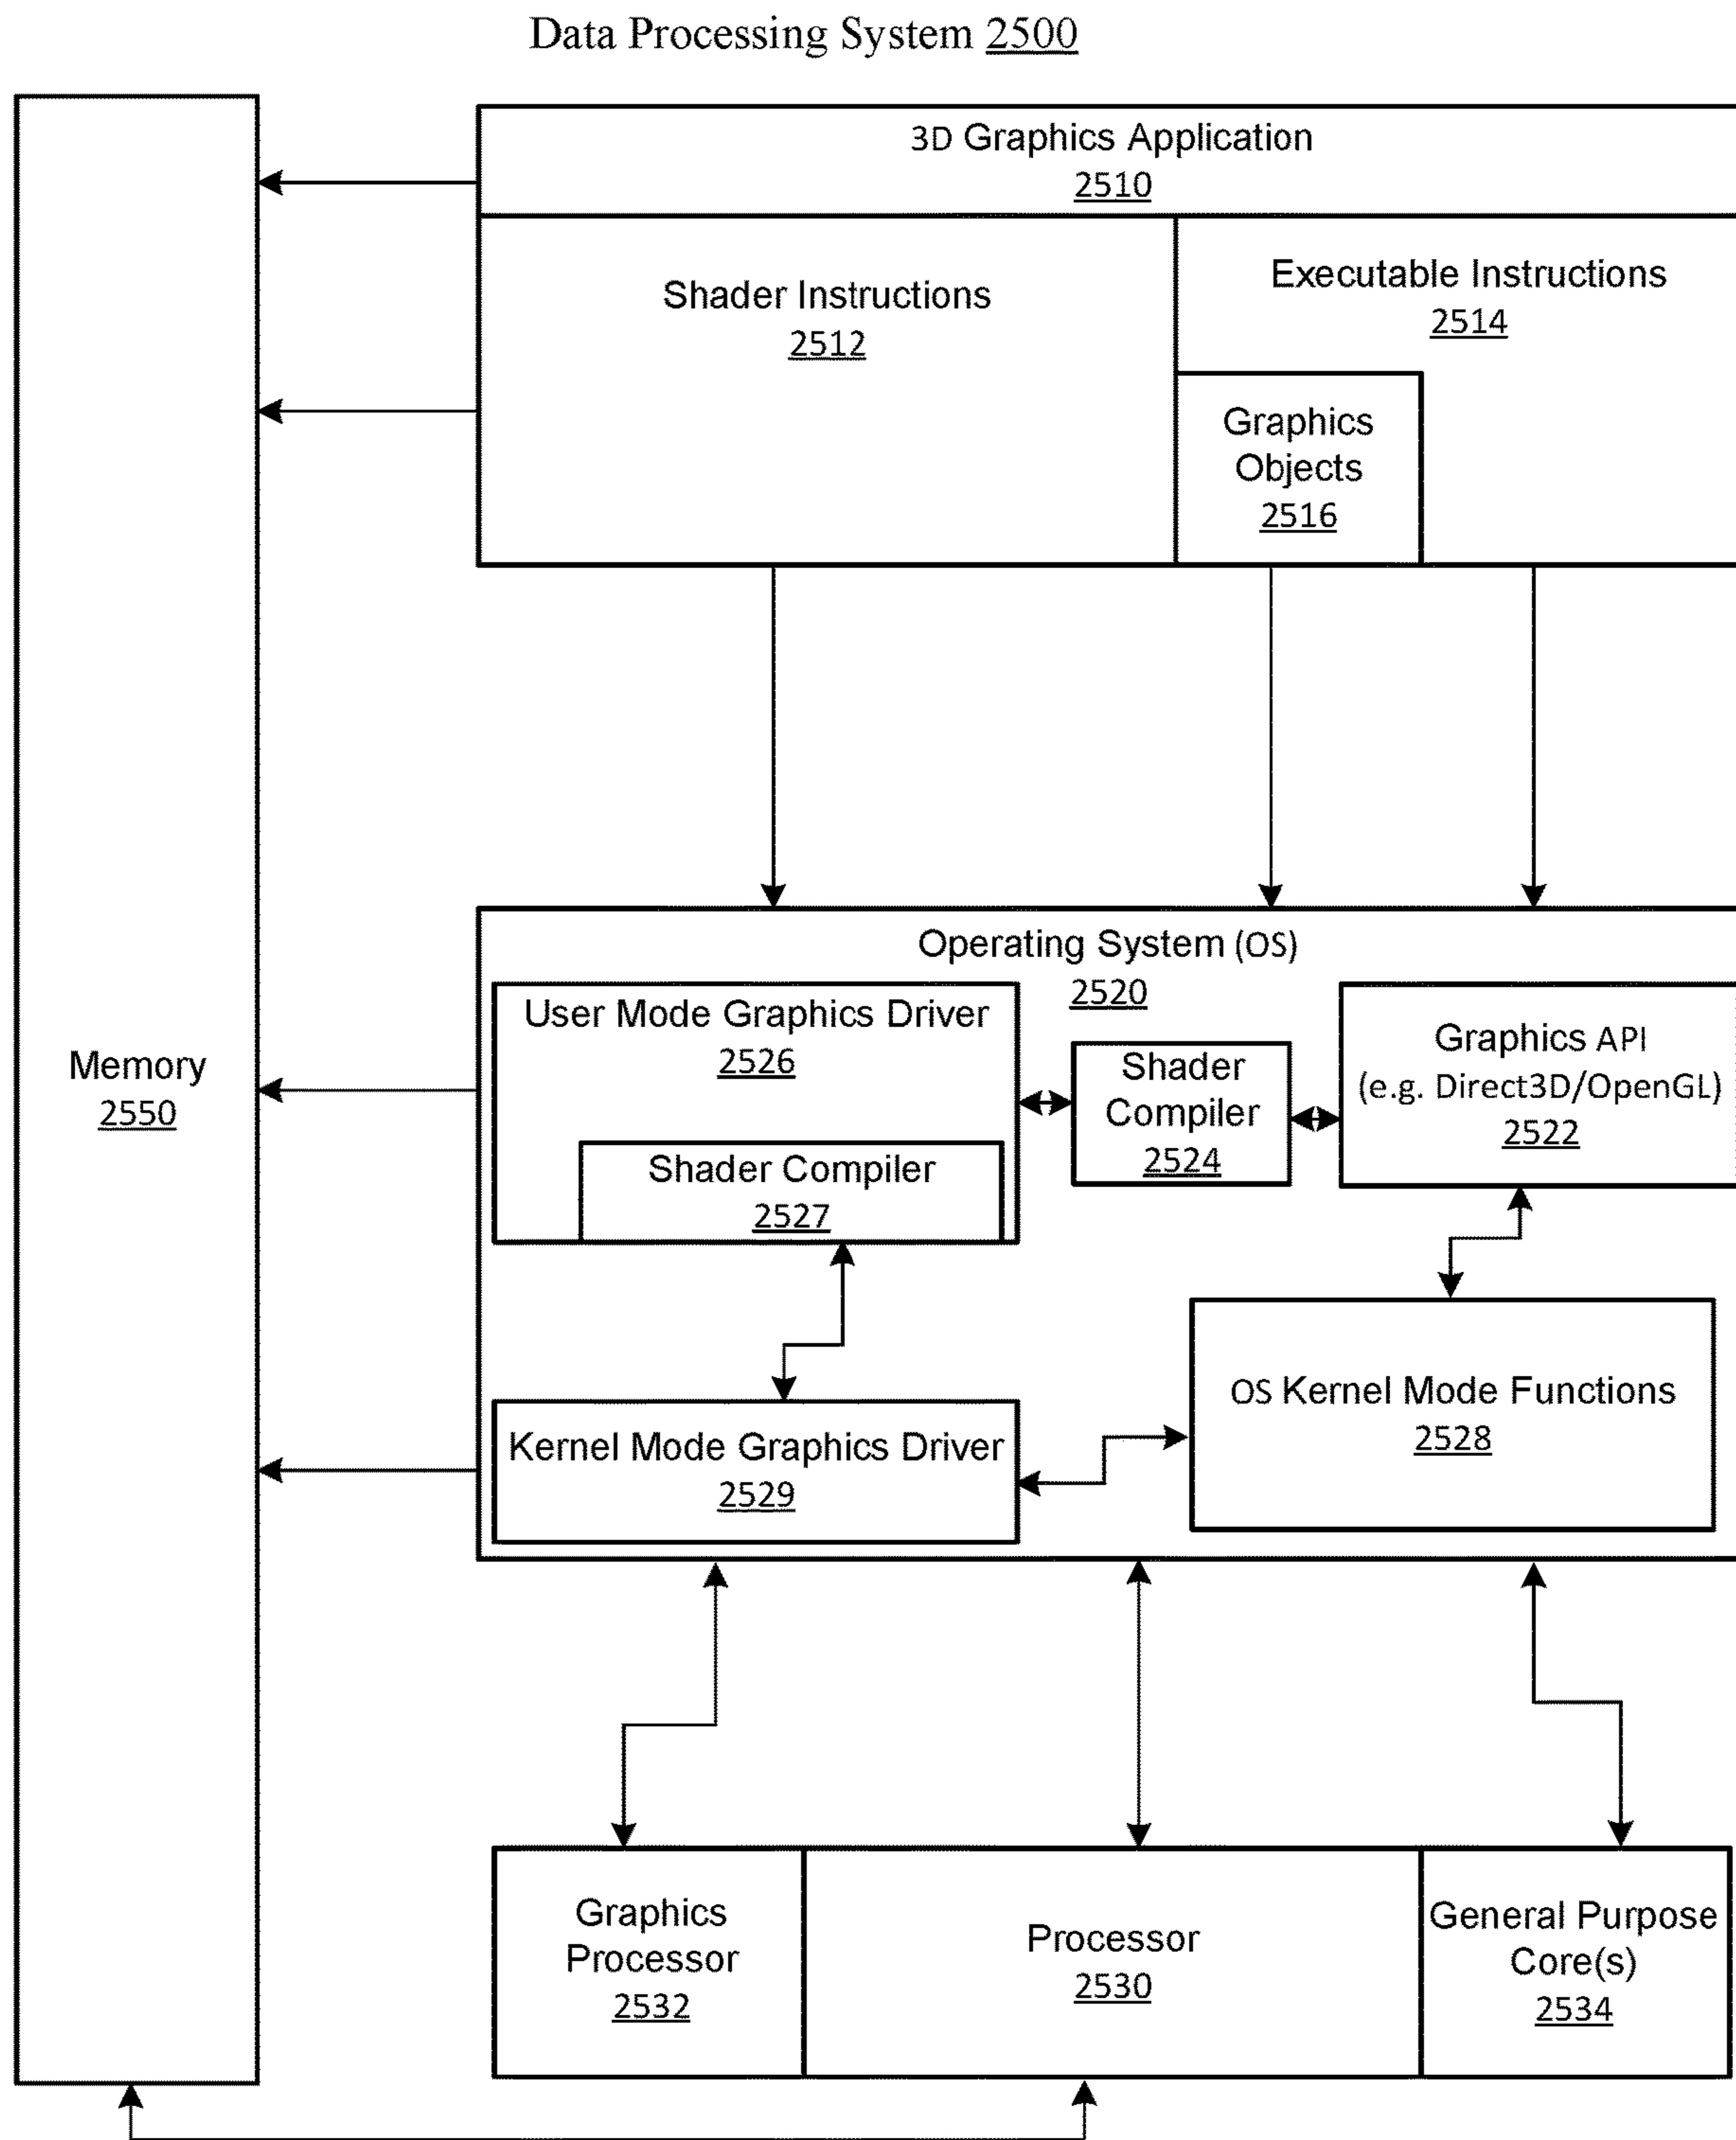 Data Processing System 2500
3D Graphics Application
2510
Shader Instructions
2512
Executable Instructions
2514
Graphics
Objects
2516
Operating System (OS)
2520
User Mode Graphics Driver
2526
Shader Compiler
2527
Shader
Compiler
2524
Graphics API
(e.g. Direct3D/OpenGL)
2522
Memory
2550
OS Kernel Mode Functions
2528
Kernel Mode Graphics Driver
2529
Graphics
Processor
2532
Processor
2530
General Purpose
Core(s)
2534